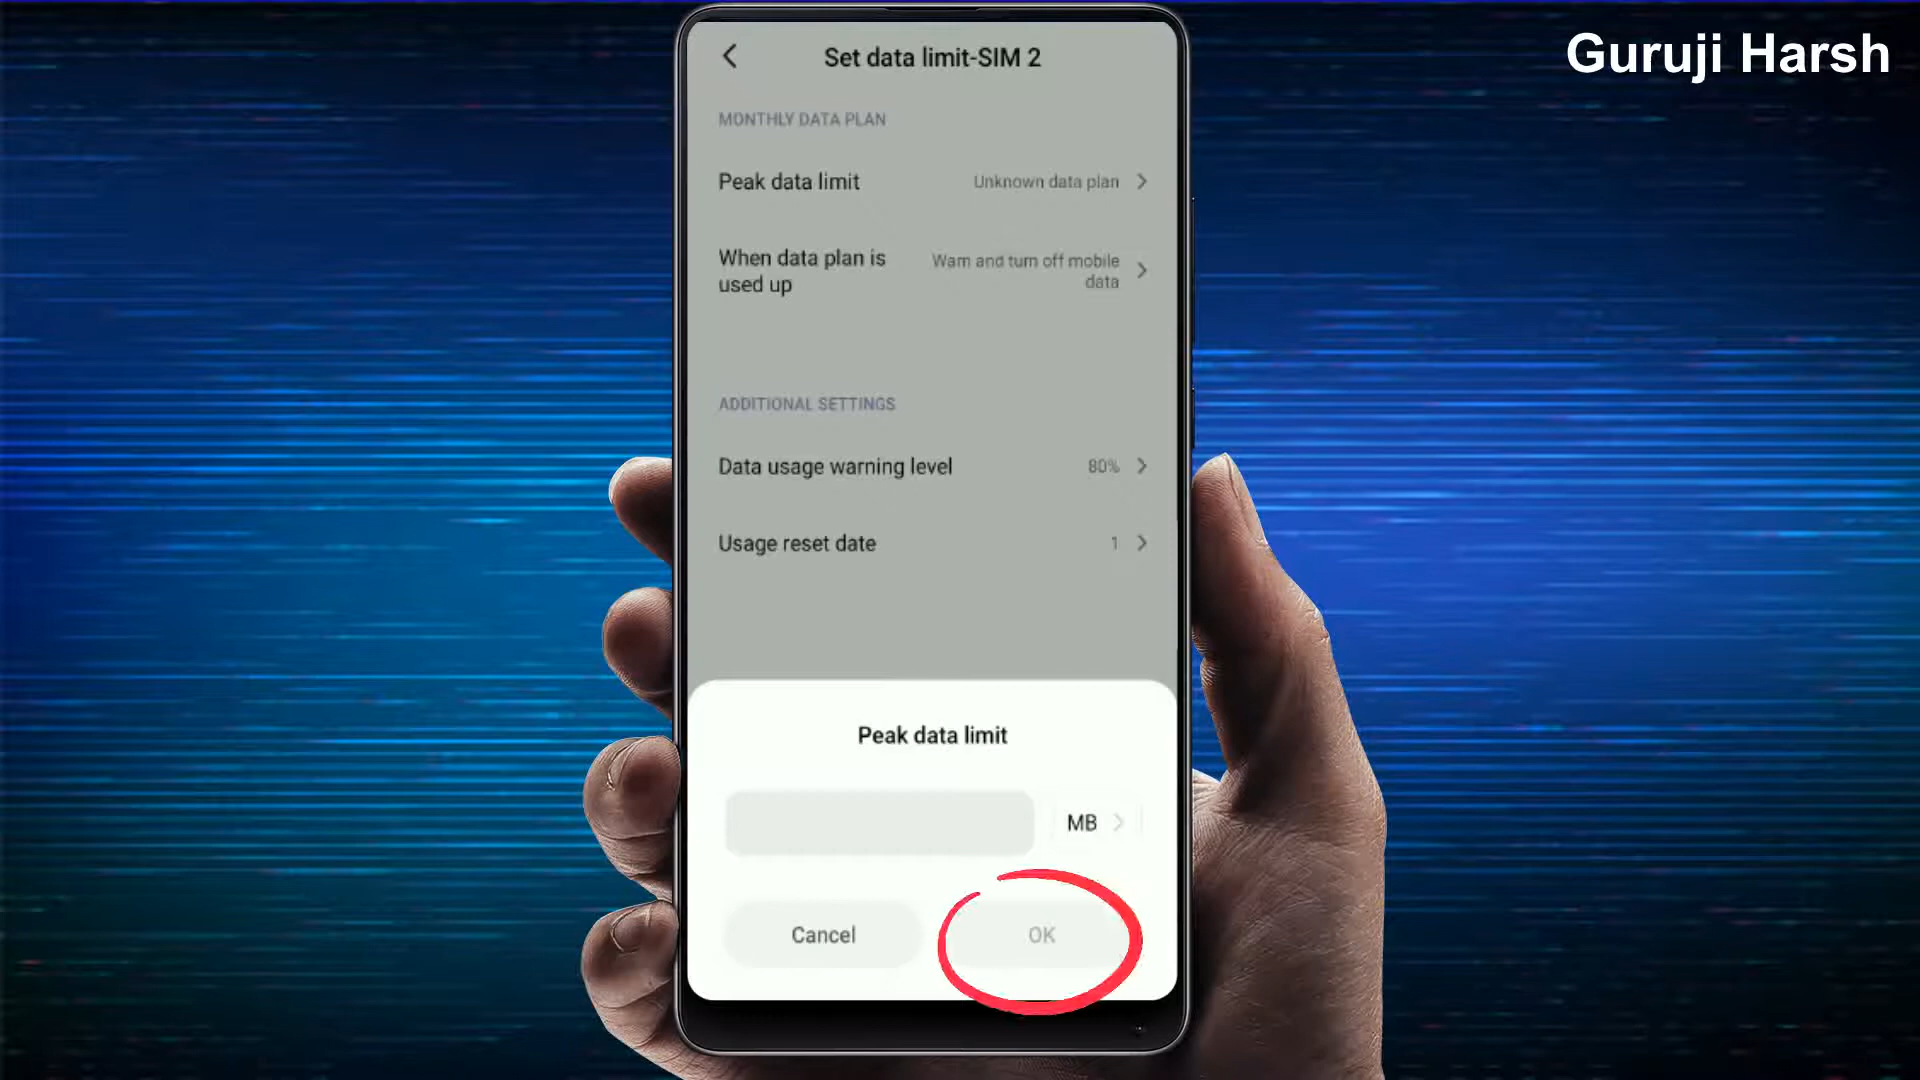 Guruji Harsh
Set data limit-SIM 2
MONTHLY DATA PLAN
Peak data limit
Unknown data plan
When data plan is
used up
Warn and turn off mobile
data
ADDITIONAL SETTINGS
Data usage warning level
80%
Usage reset date
1
Peak data limit
MB
Cancel
OK